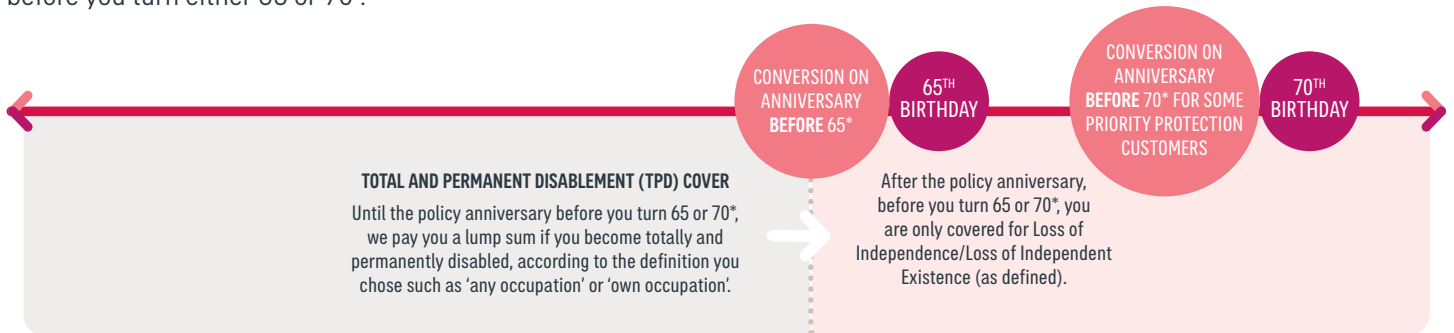 CONVERSION ON
ANNIVERSARY
BEFORE 65*
65TH
BIRTHDAY
CONVERSION ON
ANNIVERSARY
BEFORE 70* FOR SOME
PRIORITY PROTECTION
CUSTOMERS
70TH
BIRTHDAY
TOTAL AND PERMANENT DISABLEMENT (TPD) COVER
Until the policy anniversary before you turn 65 or 70*,
we pay you a lump sum if you become totally and
permanently disabled, according to the definition you
chose such as ‘any occupation’ or ‘own occupation’.
After the policy anniversary,
before you turn 65 or 70*, you
are only covered for Loss of
Independence/Loss of Independent
Existence (as defined).